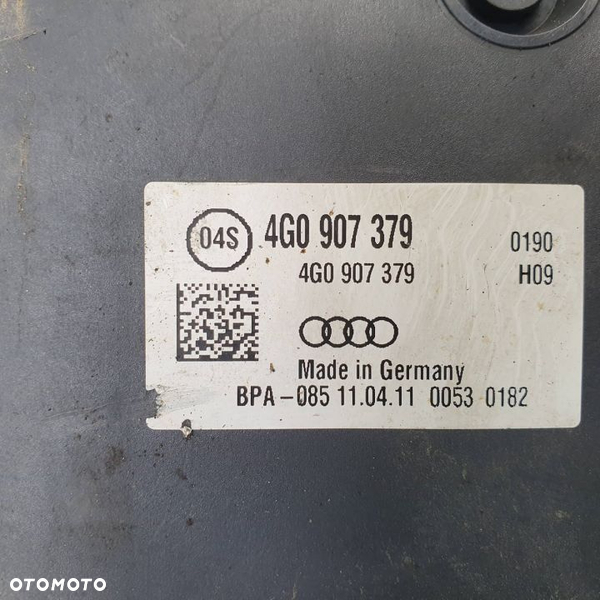 04S 4G0 907 379 0190
4G0 907 379 H09
Made in Germany
BPA-085 11.04.11 0053 0182
OTOMOTO